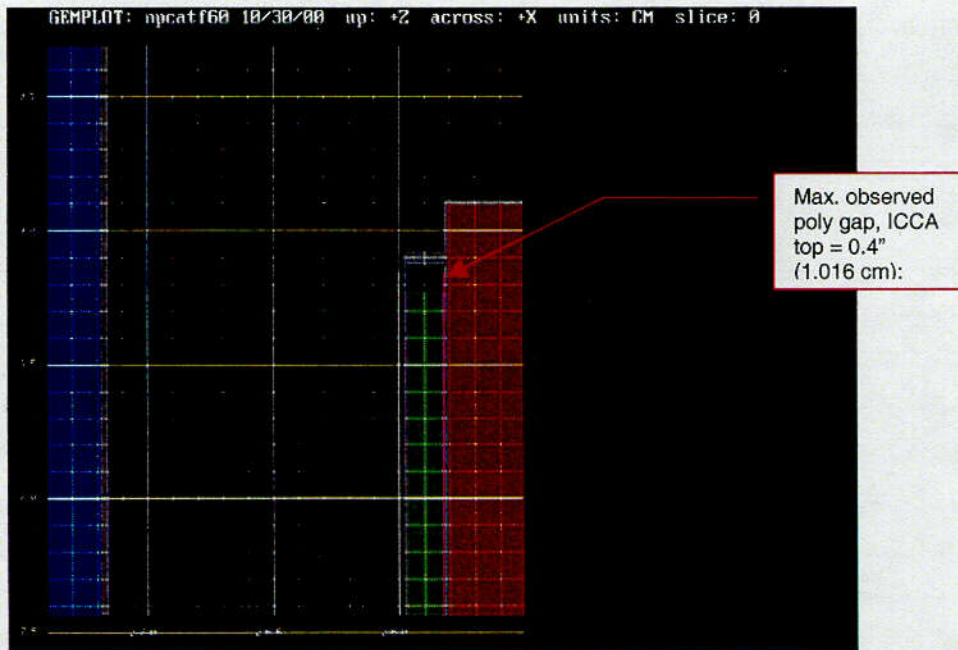 GEMPLOT: npcatf60 10/30/00 up: +Z across: +X units: CM slice: 0
Max. observed
poly gap, ICCA
top = 0.4"
(1.016 cm):